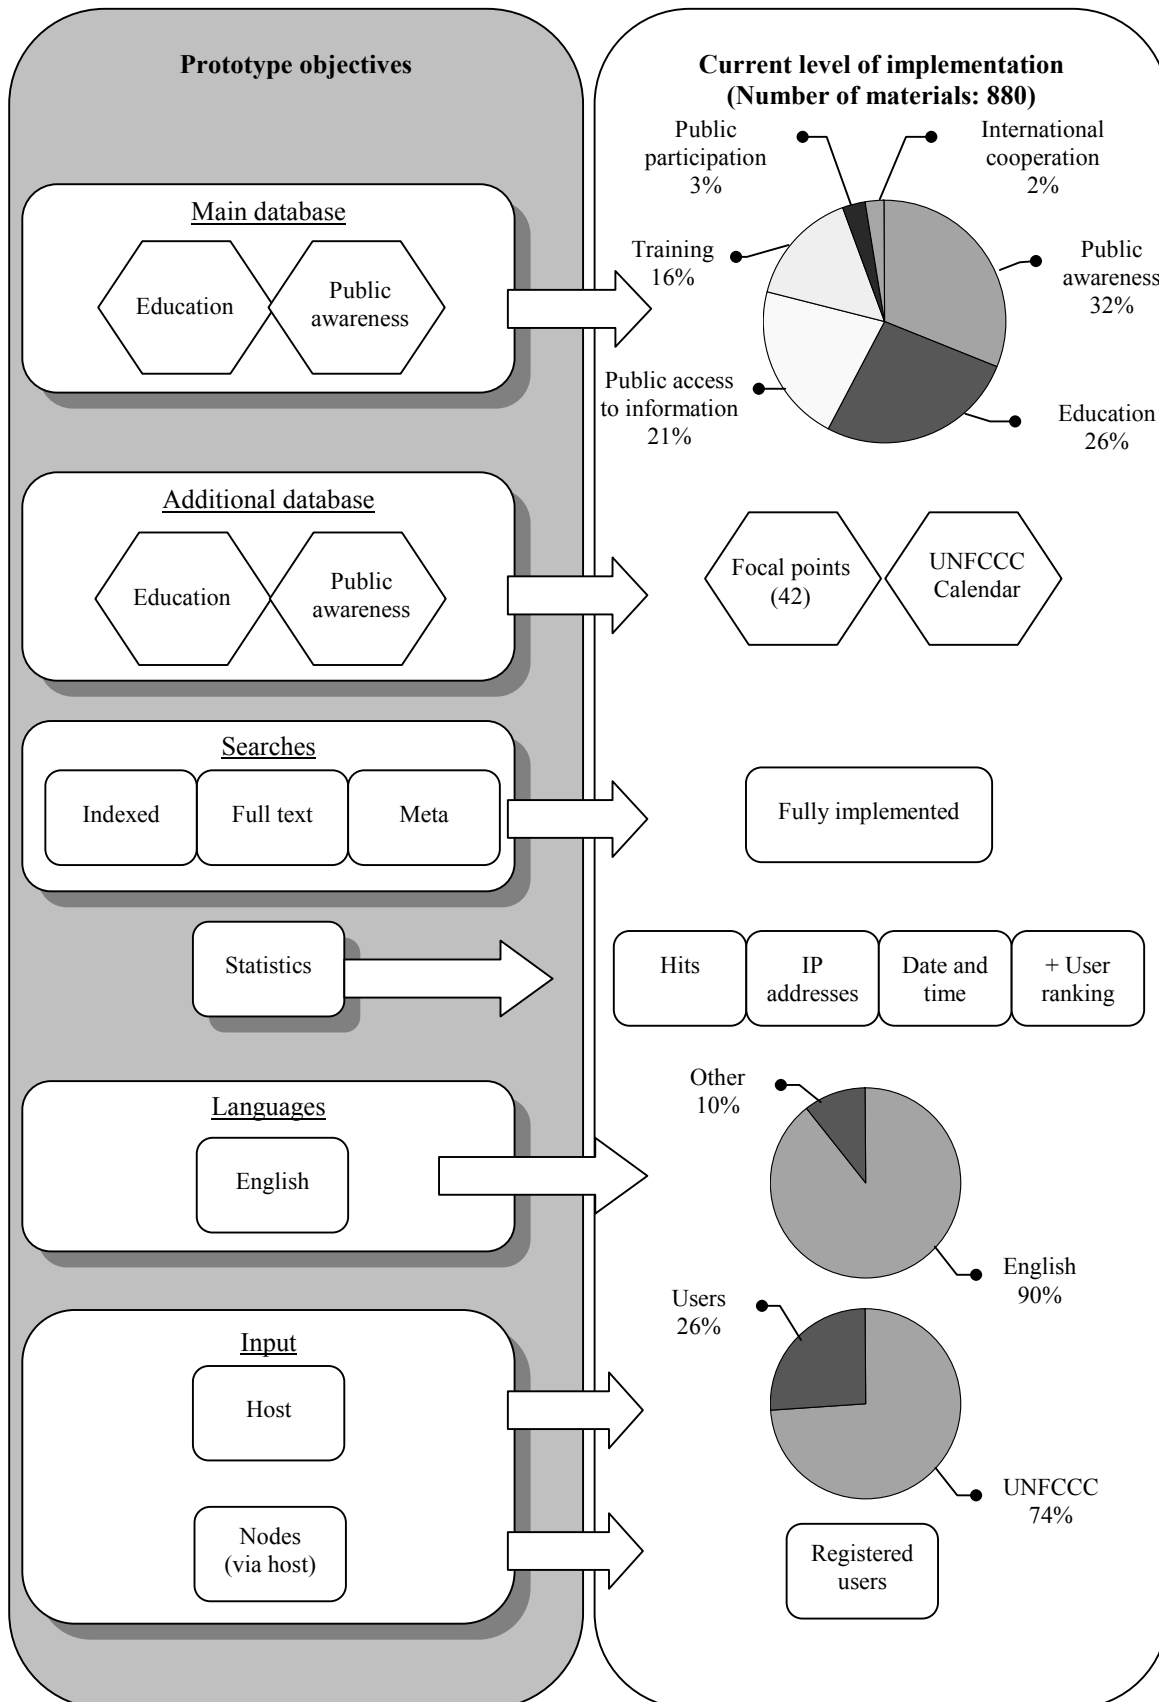 Prototype objectives
Current level of implementation
(Number of materials: 880)
Main database
Education
Public
awareness
Public
participation
3%
International
cooperation
2%
Training
16%
Public
awareness
32%
Public access
to information
21%
Education
26%
Additional database
Education
Public
awareness
Focal points
(42)
UNFCCC
Calendar
Searches
Indexed
Full text
Meta
Fully implemented
Statistics
Hits
IP
addresses
Date and
time
+ User
ranking
Languages
English
Other
10%
English
90%
Input
Host
Nodes
(via host)
Users
26%
UNFCCC
74%
Registered
users